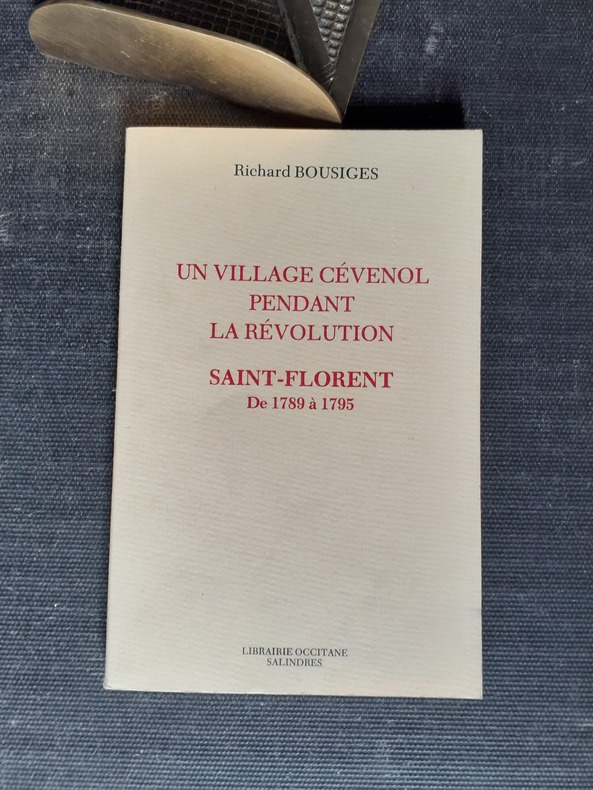 Richard BOUSIGES
UN VILLAGE CÉVENOL
PENDANT
LA RÉVOLUTION
SAINT-FLORENT
De 1789 à 1795
LIBRAIRIE OCCITANE
SALINDRES